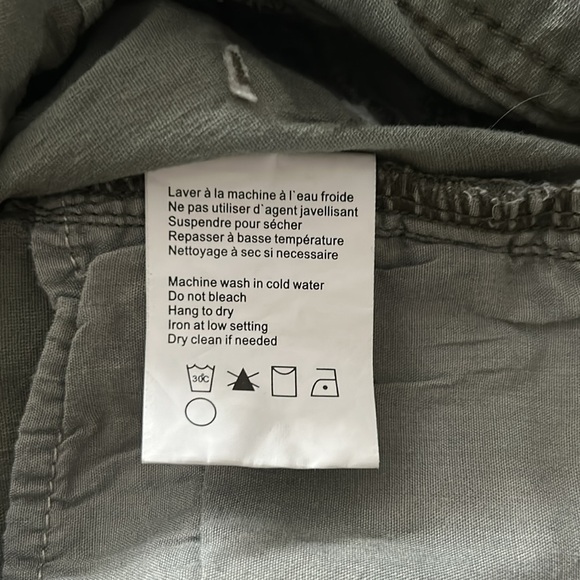 Laver à la machine à l`eau froide
Ne pas utiliser d`agent javellisant
Suspendre pour sécher
Repasser à basse température
Nettoyage à sec si necessaire
Machine wash in cold water
Do not bleach
Hang to dry
Iron at low setting
Dry clean if needed
30℃